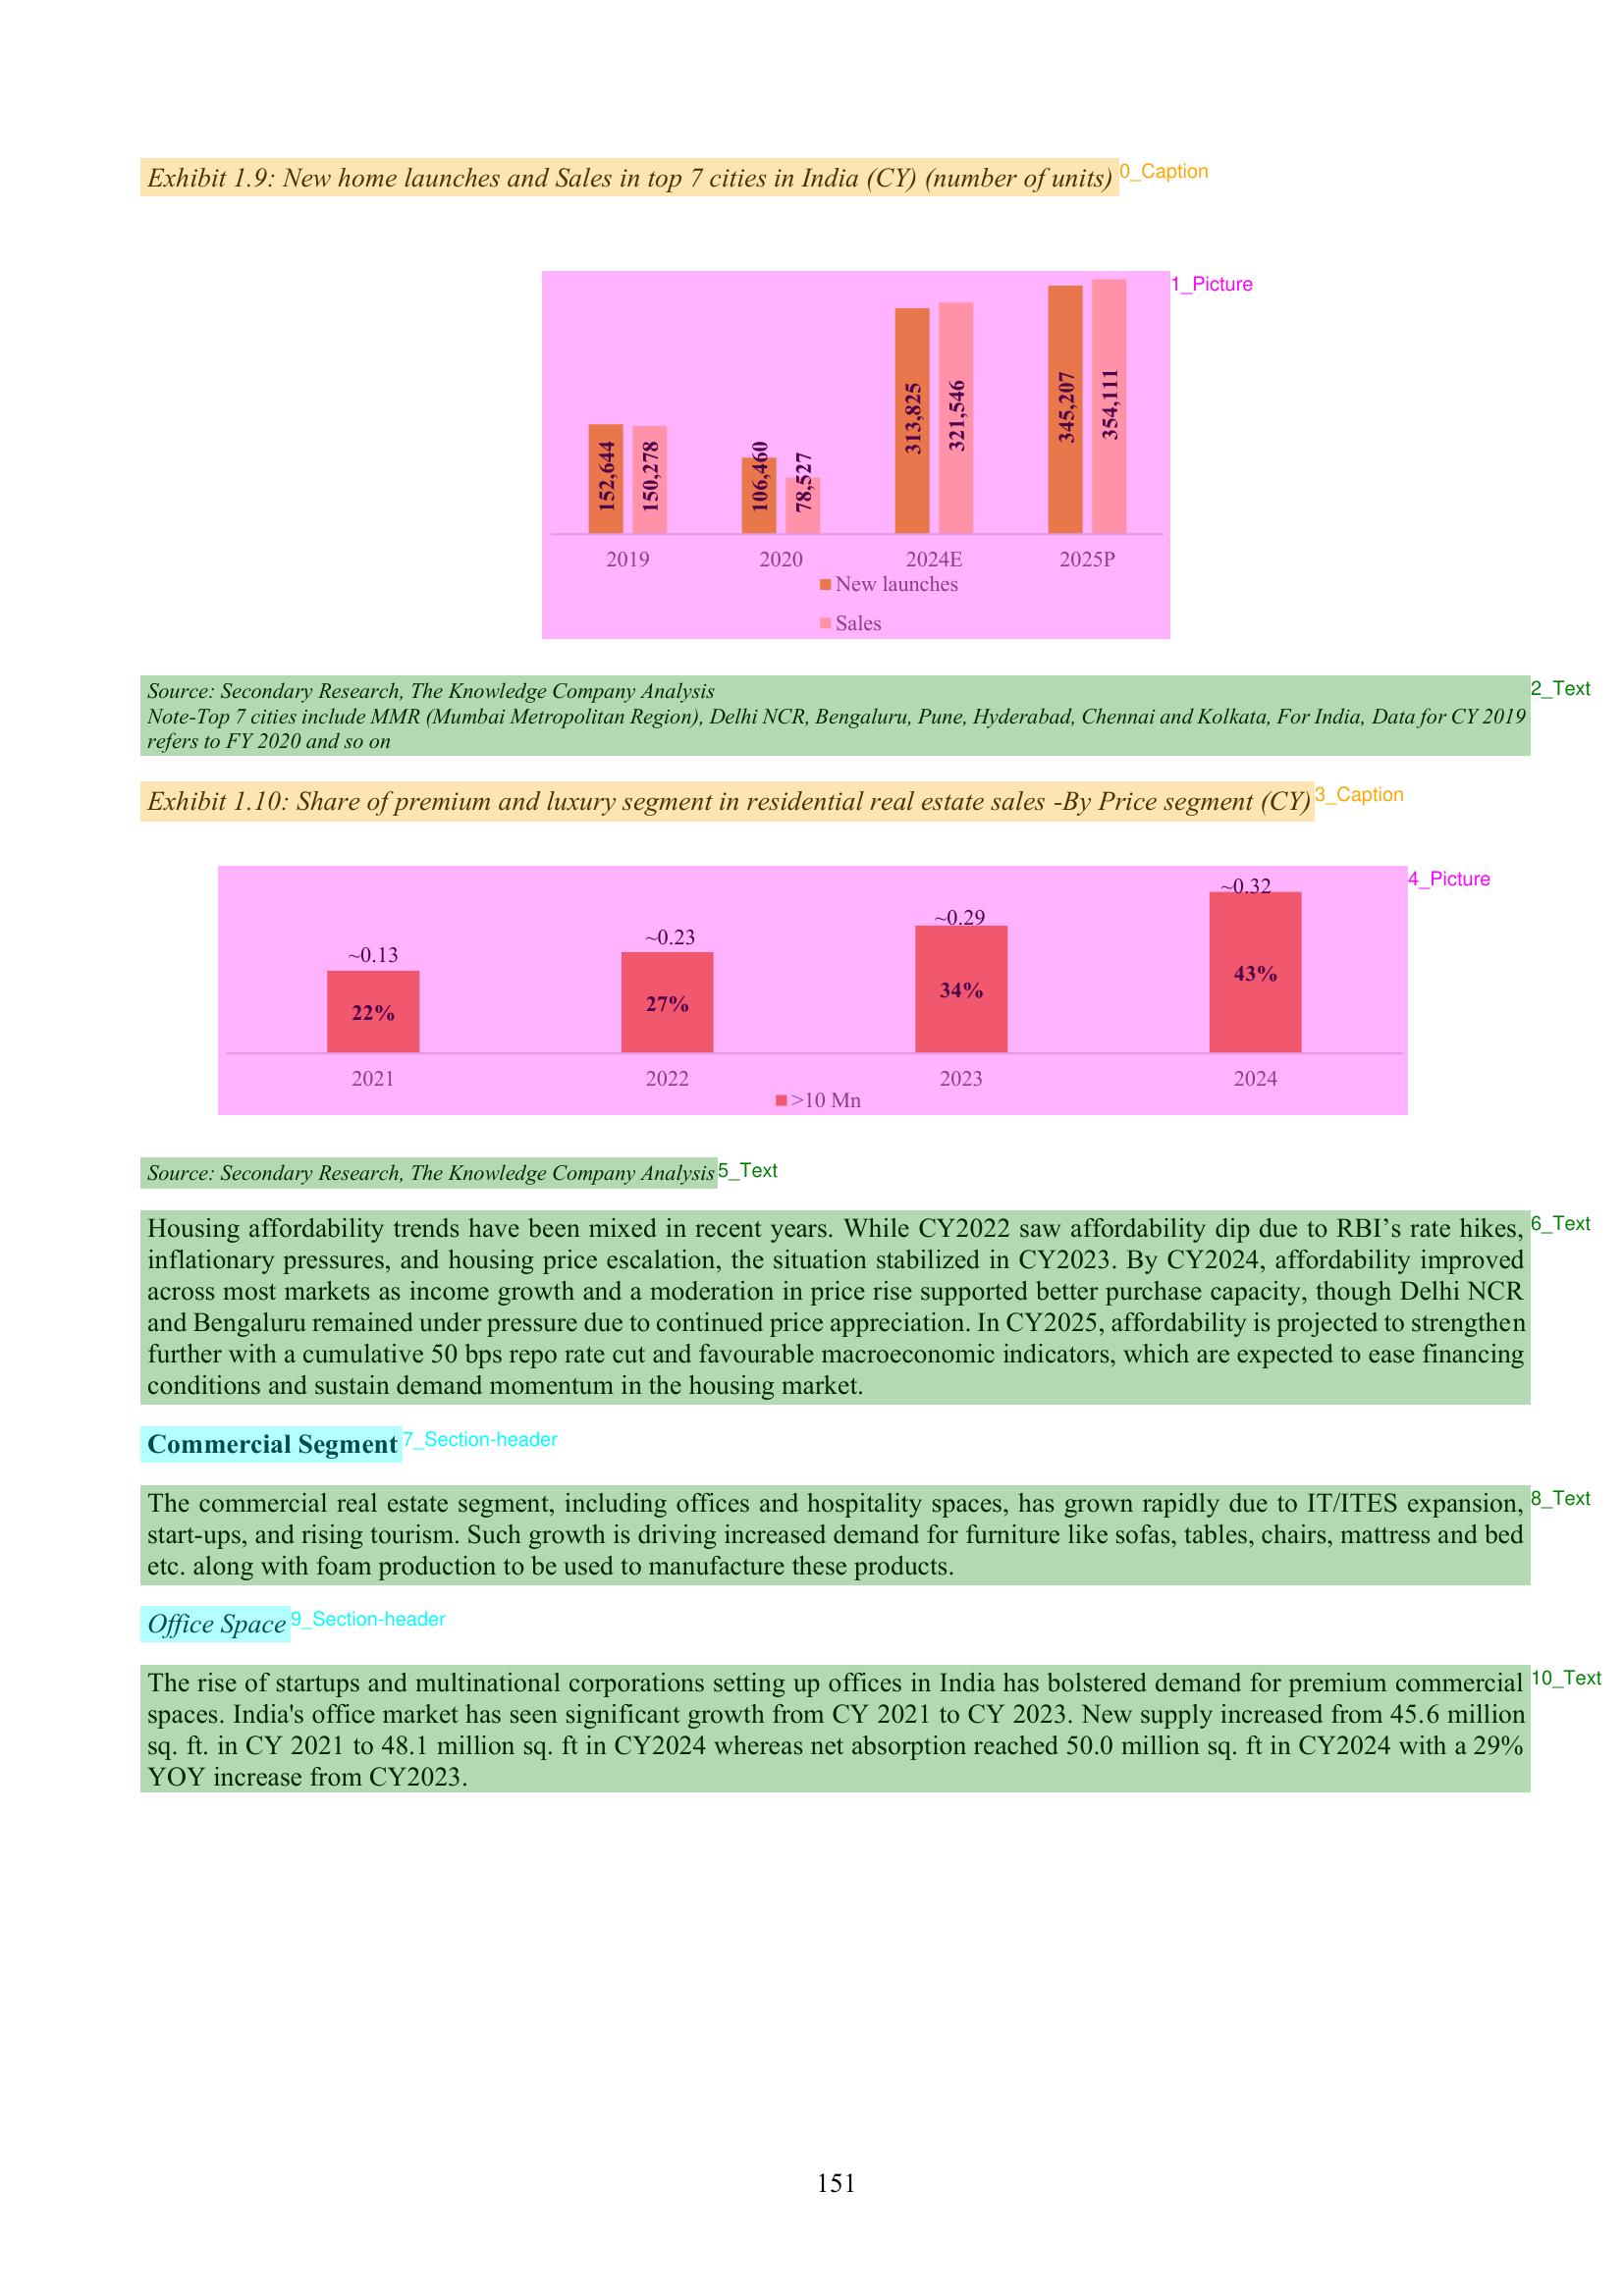 Exhibit 1.9: New home launches and Sales in top 7 cities in India (CY) (number of units)
0_Caption
1_Picture
152,644
150,278
106,460
78,527
313,825
321,546
345,207
354,111
2019 2020 2024E 2025P
New launches
Sales
Source: Secondary Research, The Knowledge Company Analysis
2_Text
Note-Top 7 cities include MMR (Mumbai Metropolitan Region), Delhi NCR, Bengaluru, Pune, Hyderabad, Chennai and Kolkata, For India, Data for CY 2019
refers to FY 2020 and so on
Exhibit 1.10: Share of premium and luxury segment in residential real estate sales -By Price segment (CY)
3_Caption
4_Picture
~0.13 ~0.23 ~0.29 ~0.32
22% 27% 34% 43%
2021 2022 2023 2024
>10 Mn
Source: Secondary Research, The Knowledge Company Analysis
5_Text
Housing affordability trends have been mixed in recent years. While CY2022 saw affordability dip due to RBI’s rate hikes,
6_Text
inflationary pressures, and housing price escalation, the situation stabilized in CY2023. By CY2024, affordability improved
across most markets as income growth and a moderation in price rise supported better purchase capacity, though Delhi NCR
and Bengaluru remained under pressure due to continued price appreciation. In CY2025, affordability is projected to strengthen
further with a cumulative 50 bps repo rate cut and favourable macroeconomic indicators, which are expected to ease financing
conditions and sustain demand momentum in the housing market.
Commercial Segment
7_Section-header
The commercial real estate segment, including offices and hospitality spaces, has grown rapidly due to IT/ITES expansion,
8_Text
start-ups, and rising tourism. Such growth is driving increased demand for furniture like sofas, tables, chairs, mattress and bed
etc. along with foam production to be used to manufacture these products.
Office Space
9_Section-header
The rise of startups and multinational corporations setting up offices in India has bolstered demand for premium commercial
10_Text
spaces. India's office market has seen significant growth from CY 2021 to CY 2023. New supply increased from 45.6 million
sq. ft. in CY 2021 to 48.1 million sq. ft in CY2024 whereas net absorption reached 50.0 million sq. ft in CY2024 with a 29%
YOY increase from CY2023.
151